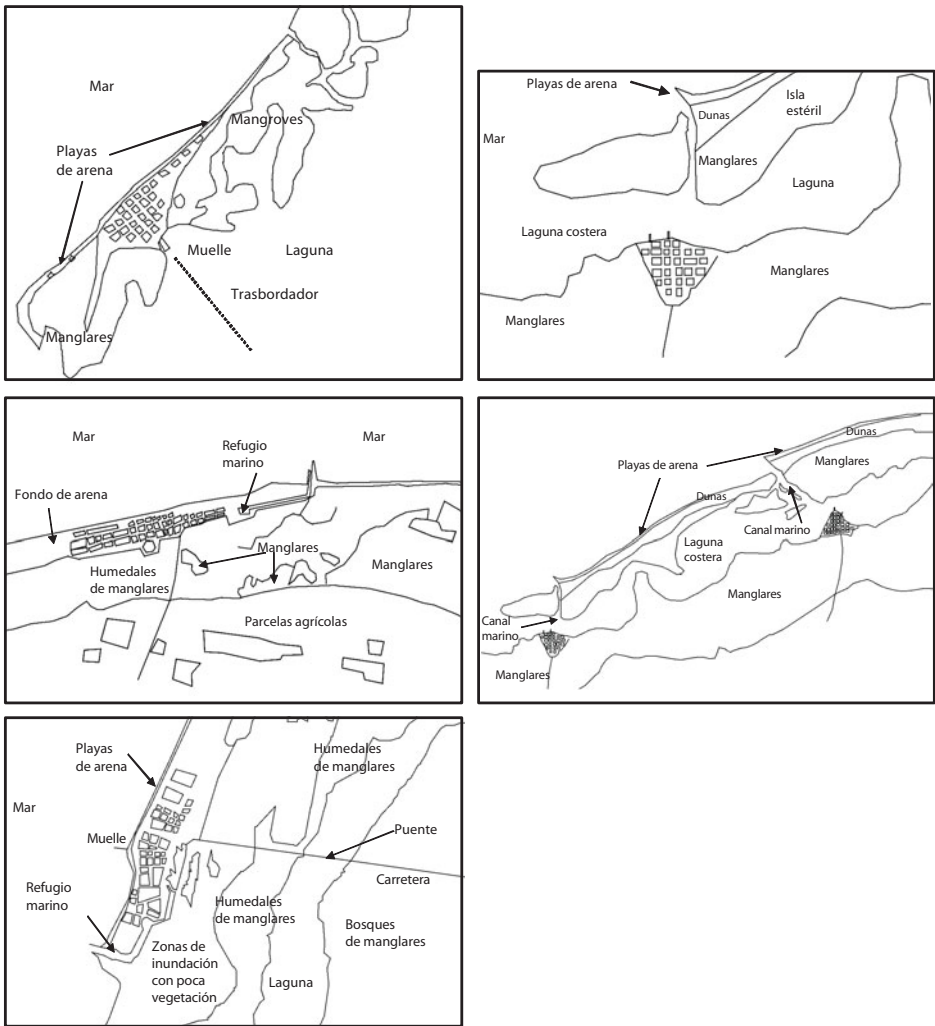 Mar
Mangroves
Playas
de arena
Muelle
Laguna
Trasbordador
Manglares
Playas de arena
Isla
estéril
Dunas
Mar
Manglares
Laguna
Laguna costera
Manglares
Manglares
Mar
Refugio
marino
Mar
Fondo de arena
Manglares
Manglares
Humedales
de manglares
Parcelas agrícolas
Dunas
Playas de arena
Manglares
Dunas
Canal marino
Laguna
costera
Manglares
Canal
marino
Manglares
Playas
de arena
Humedales
de manglares
Mar
Muelle
Puente
Carretera
Refugio
marino
Humedales
de manglares
Bosques
de manglares
Zonas de
inundación
con poca
vegetación
Laguna